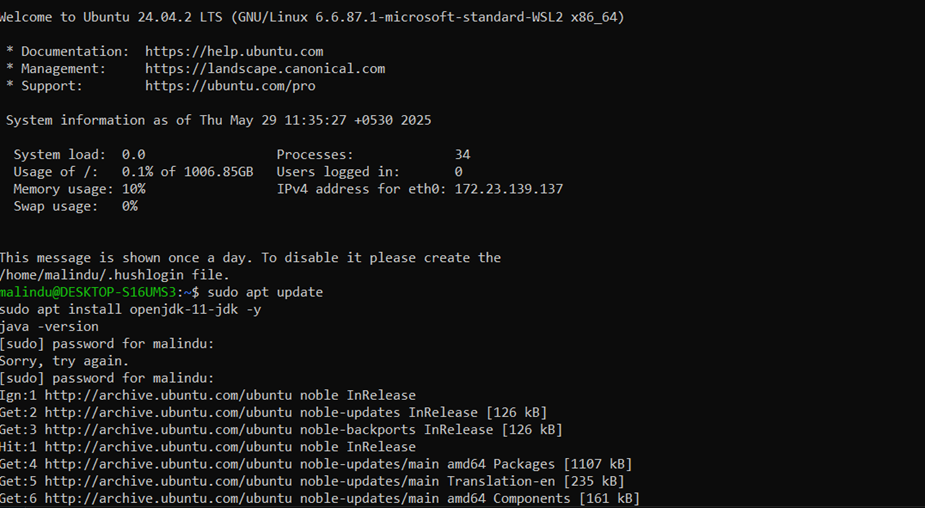 Welcome to Ubuntu 24.04.2 LTS (GNU/Linux 6.6.87.1-microsoft-standard-WSL2 x86_64)
* Documentation: https://help.ubuntu.com
* Management: https://landscape.canonical.com
* Support: https://ubuntu.com/pro
System information as of Thu May 29 11:35:27 +0530 2025
System load: 0.0 Processes: 34
Usage of /: 0.1% of 1006.85GB Users logged in: 0
Memory usage: 10% IPv4 address for eth0: 172.23.139.137
Swap usage: 0%
This message is shown once a day. To disable it please create the
/home/malindu/.hushlogin file.
malindu@DESKTOP-S16UMS3:~$ sudo apt update
sudo apt install openjdk-11-jdk -y
java -version
[sudo] password for malindu:
Sorry, try again.
[sudo] password for malindu:
Ign:1 http://archive.ubuntu.com/ubuntu noble InRelease
Get:2 http://archive.ubuntu.com/ubuntu noble-updates InRelease [126 kB]
Get:3 http://archive.ubuntu.com/ubuntu noble-backports InRelease [126 kB]
Hit:1 http://archive.ubuntu.com/ubuntu noble InRelease
Get:4 http://archive.ubuntu.com/ubuntu noble-updates/main amd64 Packages [1107 kB]
Get:5 http://archive.ubuntu.com/ubuntu noble-updates/main Translation-en [235 kB]
Get:6 http://archive.ubuntu.com/ubuntu noble-updates/main amd64 Components [161 kB]